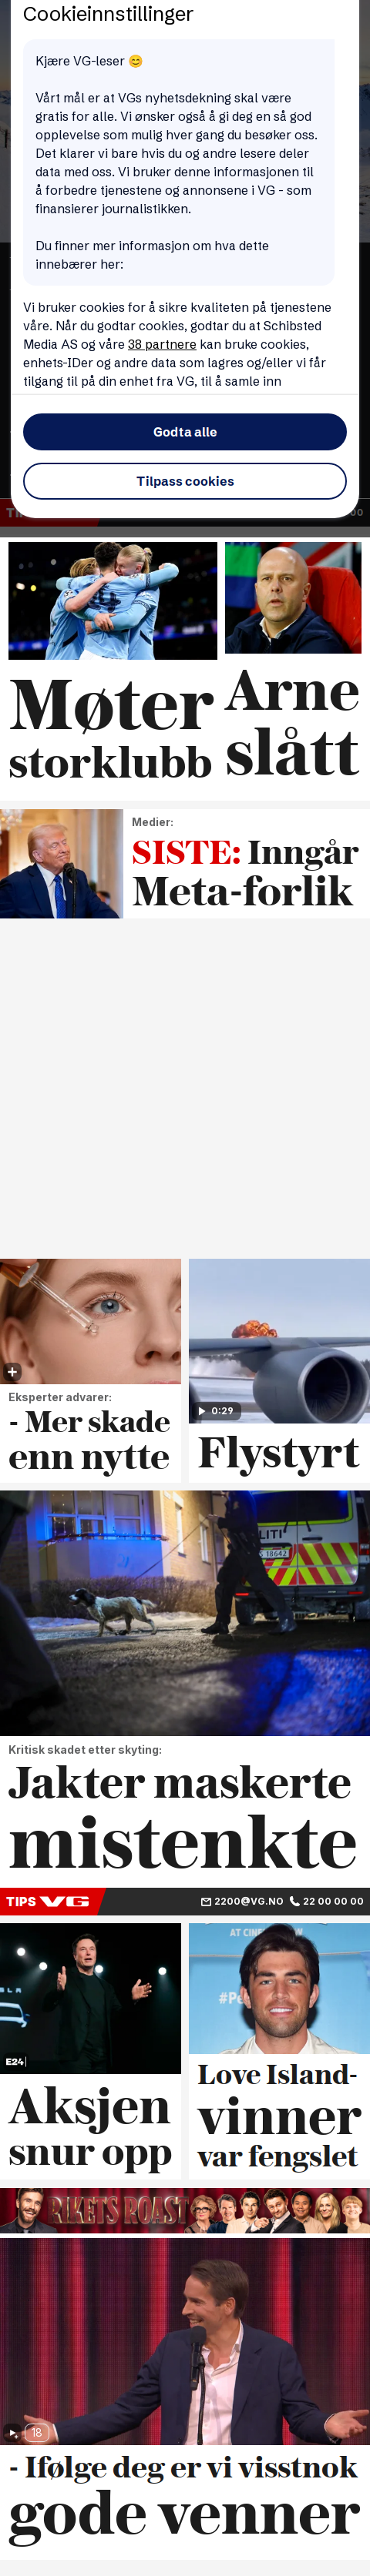 Cookieinnstillinger
Kjære VG-leser 😊
Vårt mål er at VGs nyhetsdekning skal være
gratis for alle. Vi ønsker også å gi deg en så god
opplevelse som mulig hver gang du besøker oss.
Det klarer vi bare hvis du og andre lesere deler
data med oss. Vi bruker denne informasjonen til
å forbedre tjenestene og annonsene i VG - som
finansierer journalistikken.
Du finner mer informasjon om hva dette
innebærer her:
Vi bruker cookies for å sikre kvaliteten på tjenestene
våre. Når du godtar cookies, godtar du at Schibsted
Media AS og våre 38 partnere kan bruke cookies,
enhets-IDer og andre data som lagres og/eller vi får
tilgang til på din enhet fra VG, til å samle inn
Godta alle
Tilpass cookies
Møter
storklubb
Arne
slått
Medier:
SISTE: Inngår
Meta-forlik
Eksperter advarer:
- Mer skade
enn nytte
0:29
Flystyrt
Kritisk skadet etter skyting:
Jakter maskerte
mistenkte
TIPS VG 2200@VG.NO 22 00 00 00
E24
Aksjen
snur opp
Love Island-
vinner
var fengslet
RIKETS ROAST
18
- Ifølge deg er vi visstnok
gode venner